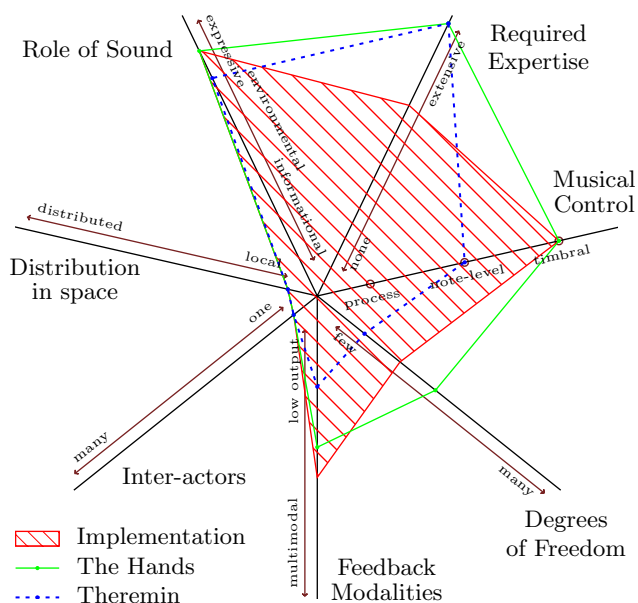 Role of Sound
Required
Expertise
expressive
environmental
informational
extensive
none
Musical
Control
distributed
local
process
note-level
timbral
Distribution
in space
one
few
low output
many
Inter-actors
many
Degrees
of Freedom
multimodal
Feedback
Modalities
Implementation
The Hands
Theremin